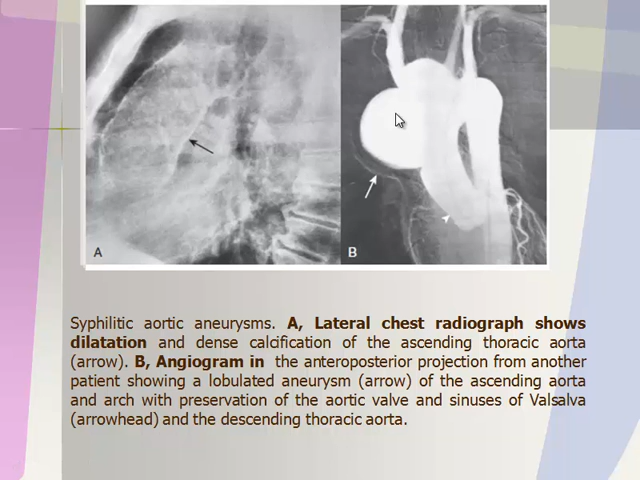 A
B
Syphilitic aortic aneurysms. A, Lateral chest radiograph shows
dilatation and dense calcification of the ascending thoracic aorta
(arrow). B, Angiogram in the anteroposterior projection from another
patient showing a lobulated aneurysm (arrow) of the ascending aorta
and arch with preservation of the aortic valve and sinuses of Valsalva
(arrowhead) and the descending thoracic aorta.